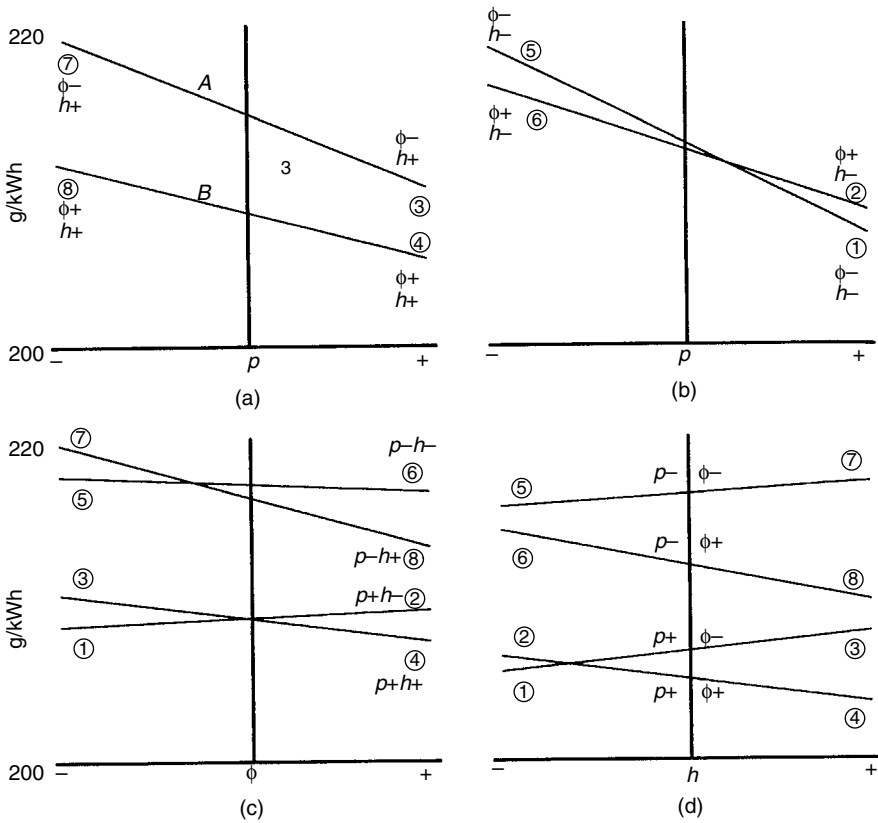 220
⑦
ϕ−
h+
A
3
ϕ−
h+
③
⑧
ϕ+
h+
B
④
ϕ+
h+
g/kWh
200
−
p
+
(a)
ϕ−
h−
⑤
ϕ+
h−
⑥
ϕ+
h−
②
①
ϕ−
h−
−
p
+
(b)
220
⑦
p−h−
⑥
⑤
p−h+⑧
③
p+h−②
①
④
p+h+
g/kWh
200
−
ϕ
+
(c)
⑤
p− ϕ−
⑦
⑥
p− ϕ+
⑧
②
p+ ϕ−
③
①
p+ ϕ+
④
−
h
+
(d)